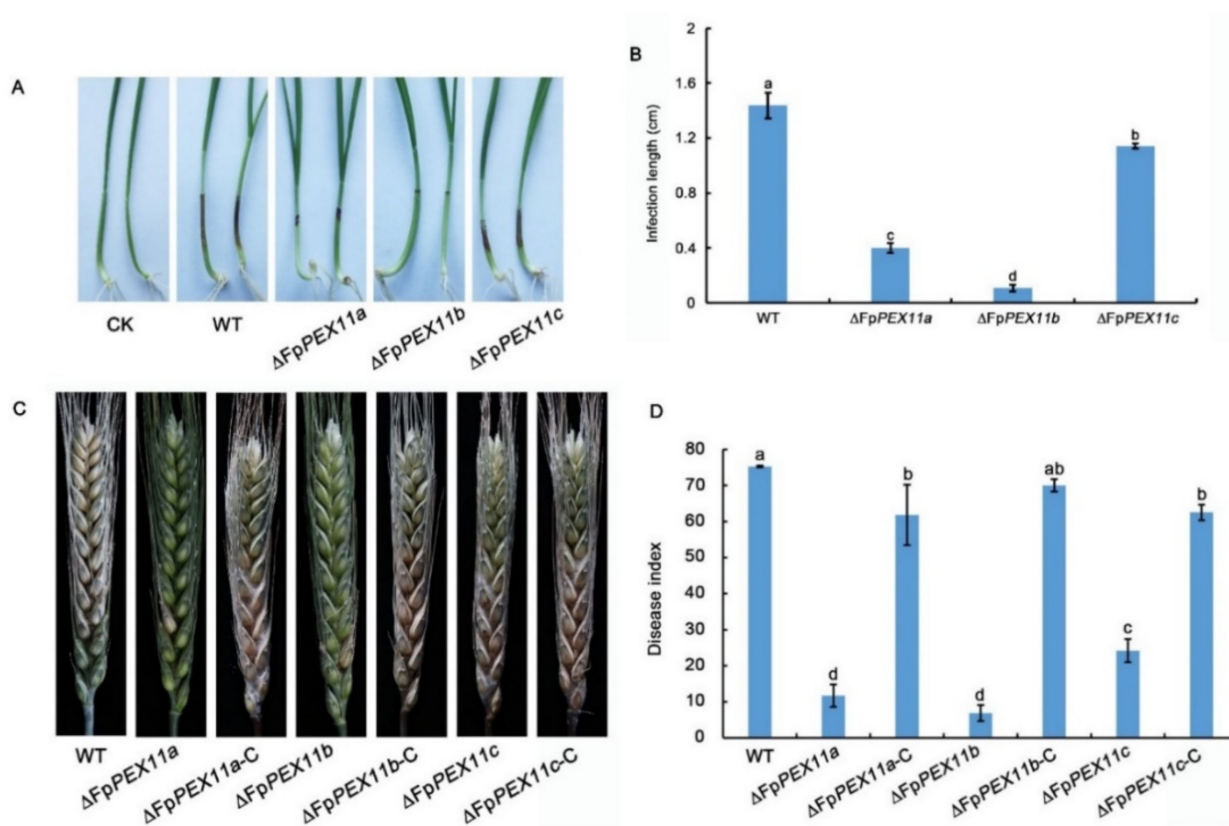 A
CK
WT
ΔFpPEX11a
ΔFpPEX11b
ΔFpPEX11c
B
Infection length (cm)
2
1.6
1.2
0.8
0.4
0
a
c
d
b
WT
ΔFpPEX11a
ΔFpPEX11b
ΔFpPEX11c
C
WT
ΔFpPEX11a
ΔFpPEX11a-C
ΔFpPEX11b
ΔFpPEX11b-C
ΔFpPEX11c
ΔFpPEX11c-C
D
Disease index
80
70
60
50
40
30
20
10
0
a
d
b
d
ab
c
b
WT
ΔFpPEX11a
ΔFpPEX11a-C
ΔFpPEX11b
ΔFpPEX11b-C
ΔFpPEX11c
ΔFpPEX11c-C